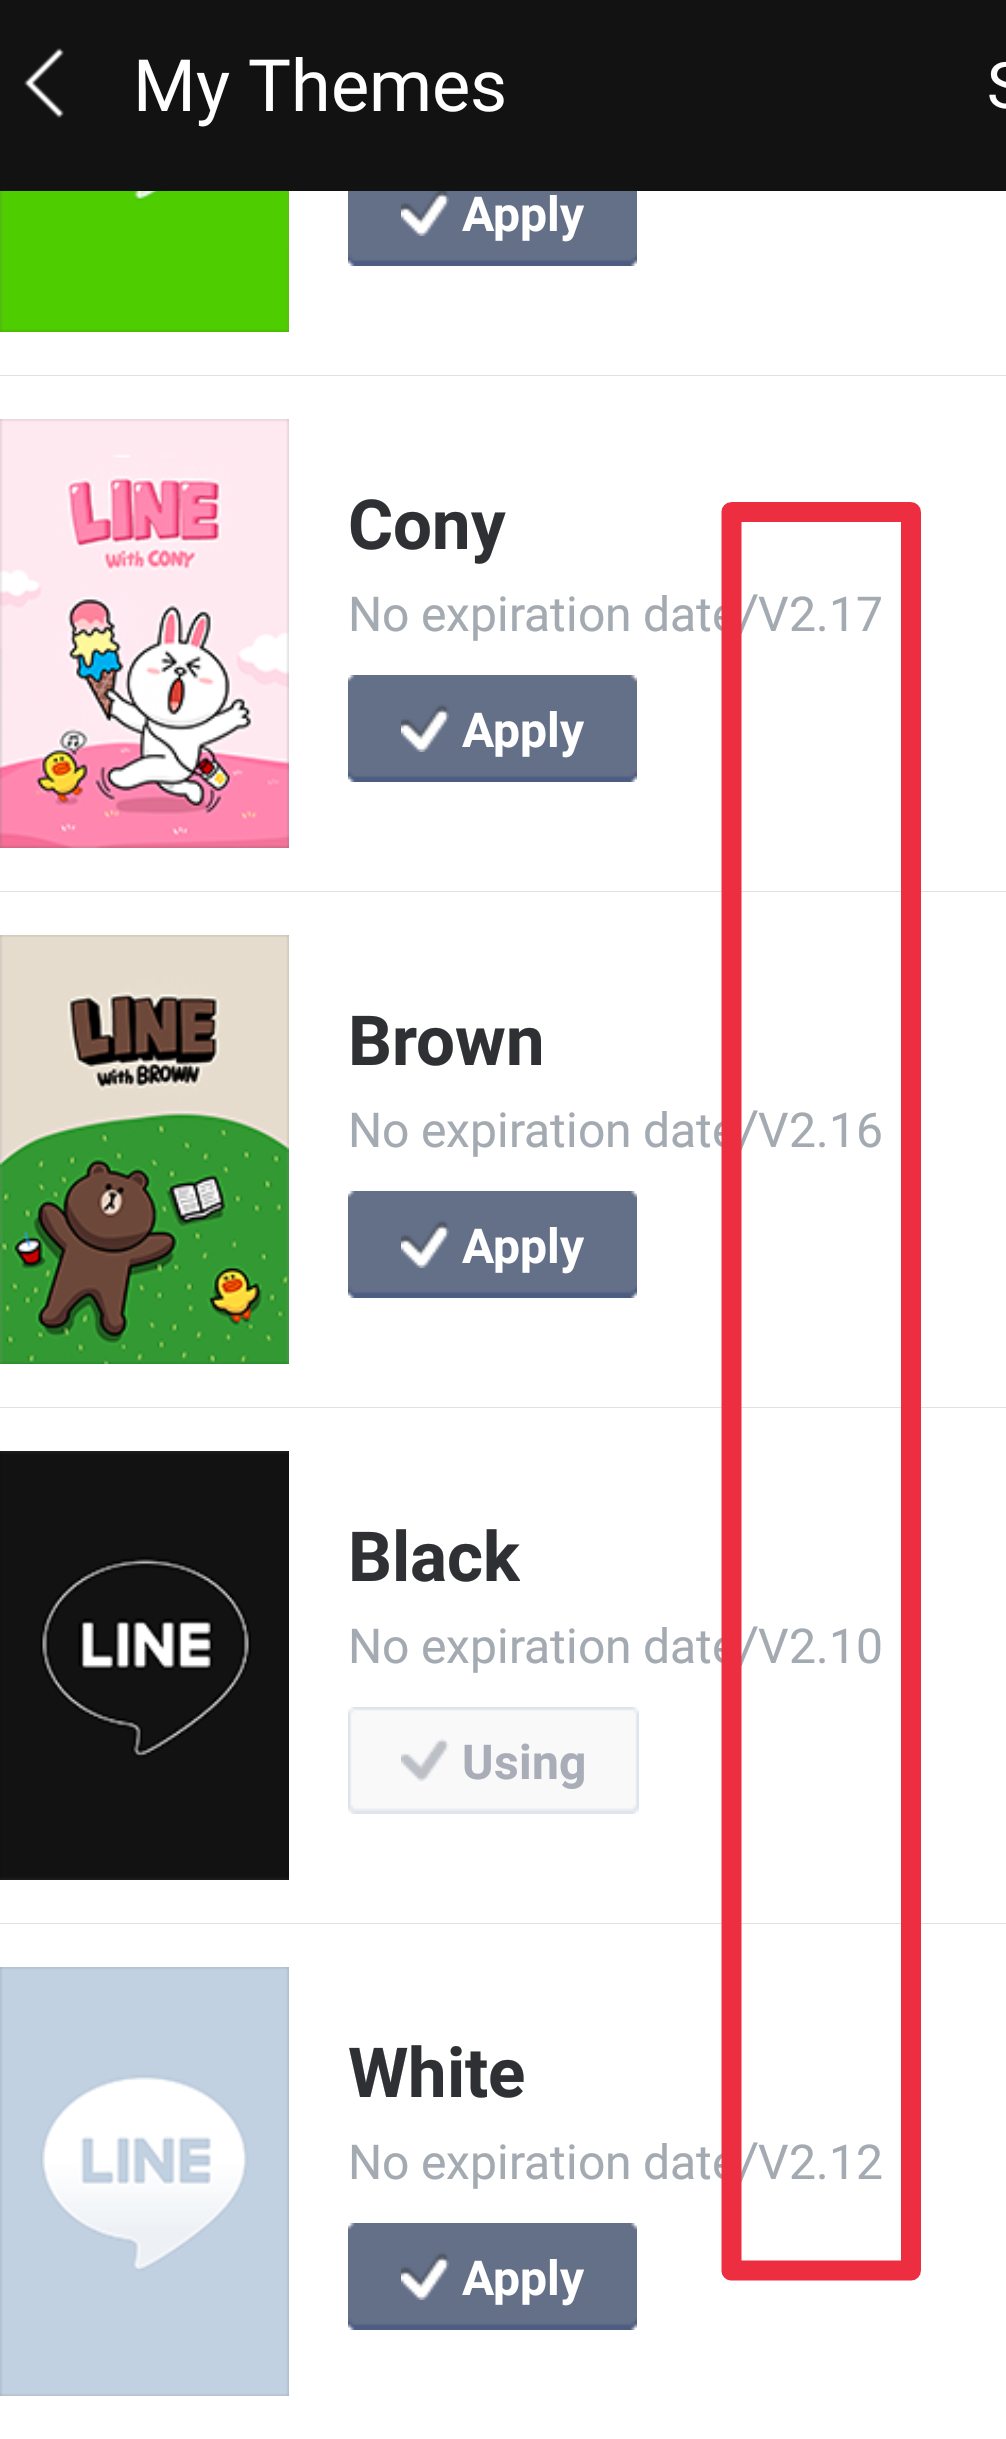 My Themes
Apply
LINE
With CONY
Cony
No expiration date/V2.17
Apply
LINE
With BROWN
Brown
No expiration date/V2.16
Apply
LINE
Black
No expiration date/V2.10
Using
LINE
White
No expiration date/V2.12
Apply